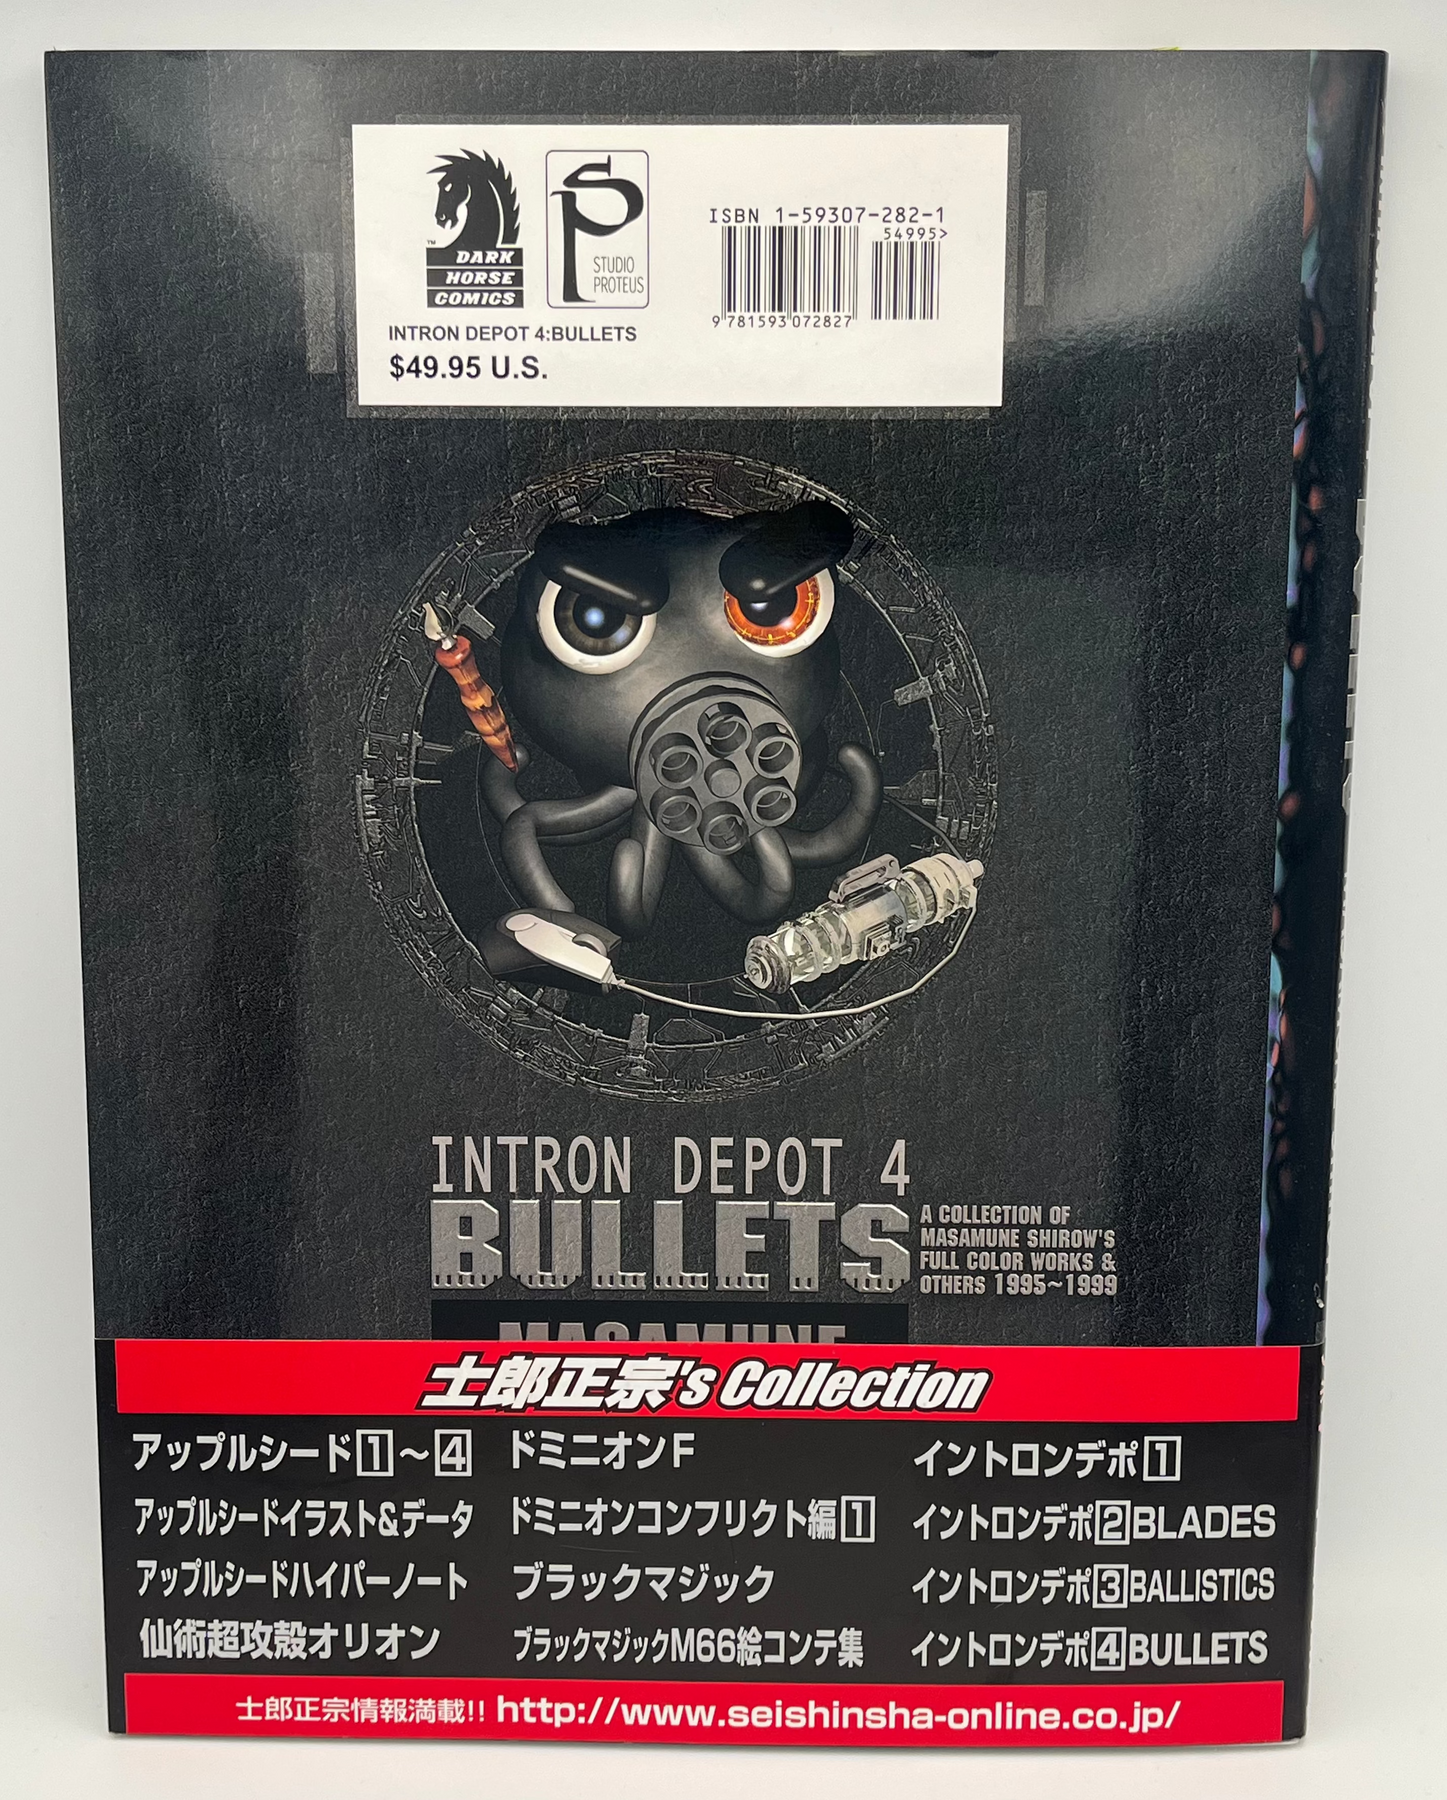 DARK
HORSE
COMICS
™
SP
STUDIO
PROTEUS
ISBN 1-59307-282-1
54995>
9 781593 072827
INTRON DEPOT 4:BULLETS
$49.95 U.S.
INTRON DEPOT 4
BULLETS
A COLLECTION OF
MASAMUNE SHIROW'S
FULL COLOR WORKS &
OTHERS 1995~1999
MASAMUNE
士郎正宗's Collection
アップルシード1~4
アップルシードイラスト&データ
アップルシードハイパーノート
仙術超攻殻オリオン
ドミニオンF
ドミニオンコンフリクト編1
ブラックマジック
ブラックマジックM66絵コンテ集
イントロンデポ1
イントロンデポ2BLADES
イントロンデポ3BALLISTICS
イントロンデポ4BULLETS
士郎正宗情報満載!! http://www.seishinsha-online.co.jp/